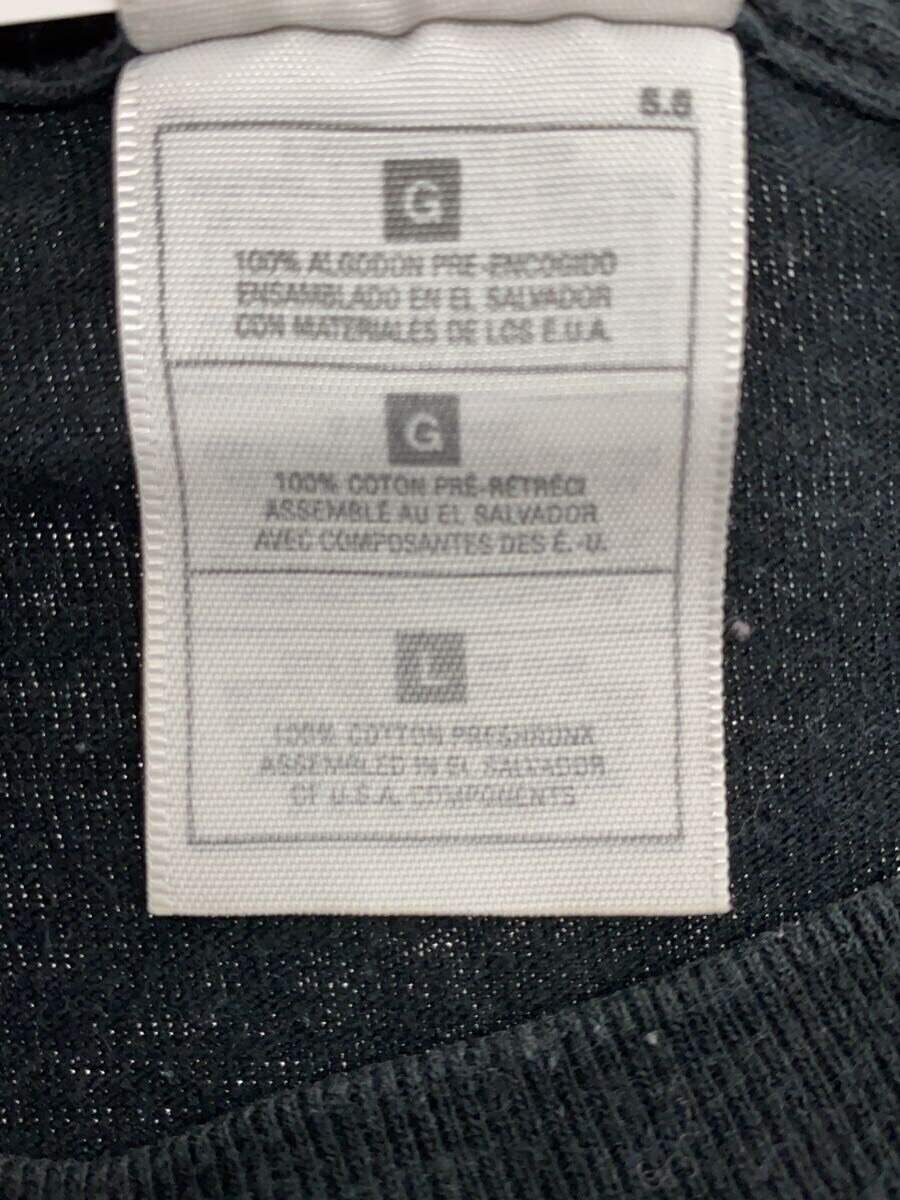 5.5
G
100% ALGODON PRE-ENCOGIDO
ENSAMBLADO EN EL SALVADOR
CON MATERIALES DE LOS E.U.A.
G
100% COTON PRÉ-RÉTRÉCI
ASSEMBLÉ AU EL SALVADOR
AVEC COMPOSANTES DES É.-U.
L
100% COTTON PRESHRUNK
ASSEMBLED IN EL SALVADOR
OF U.S.A. COMPONENTS